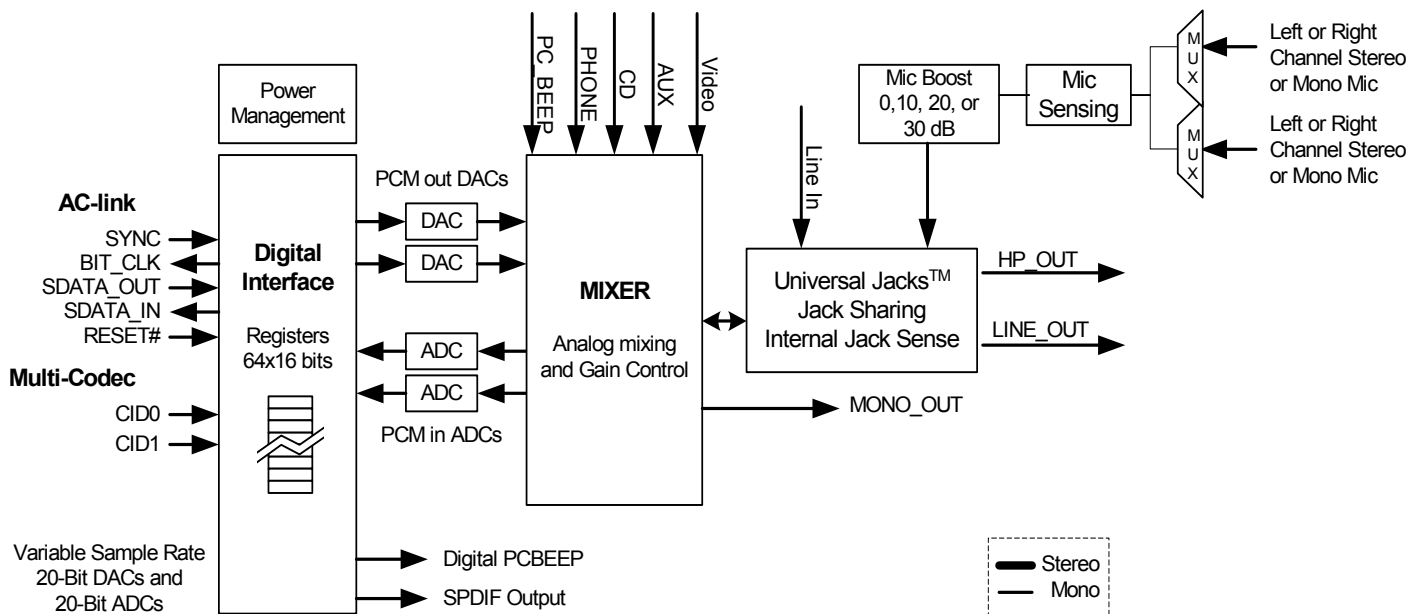 PC_BEEP
PHONE
CD
AUX
Video
Power
Management
Mic Boost
0,10, 20, or
30 dB
Mic
Sensing
MUX
Left or Right
Channel Stereo
or Mono Mic
MUX
Left or Right
Channel Stereo
or Mono Mic
Line In
AC-link
SYNC
BIT_CLK
SDATA_OUT
SDATA_IN
RESET#
Multi-Codec
CID0
CID1
Digital
Interface
Registers
64x16 bits
PCM out DACs
DAC
DAC
ADC
ADC
PCM in ADCs
MIXER
Analog mixing
and Gain Control
Universal Jacks™
Jack Sharing
Internal Jack Sense
HP_OUT
LINE_OUT
MONO_OUT
Variable Sample Rate
20-Bit DACs and
20-Bit ADCs
Digital PCBEEP
SPDIF Output
Stereo
Mono